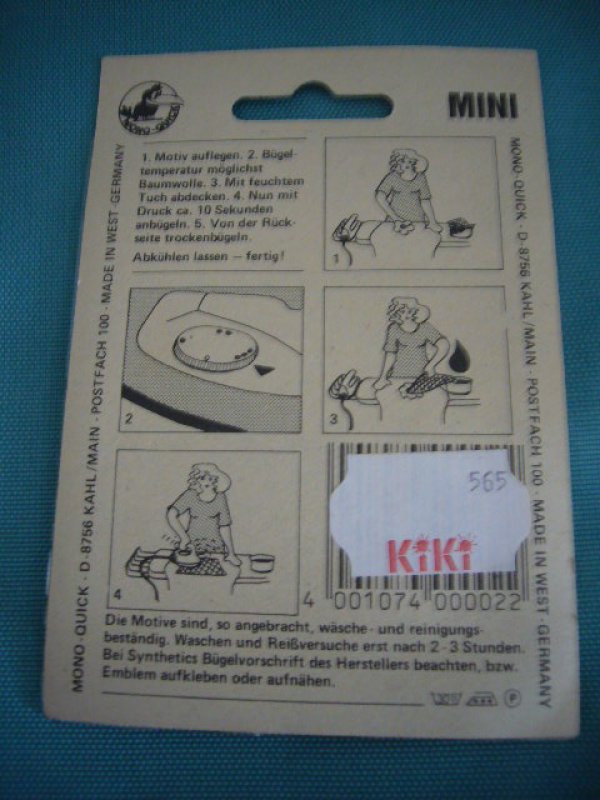 MONO-QUICK
MINI
1. Motiv auflegen. 2. Bügel-
temperatur möglichst
Baumwolle. 3. Mit feuchtem
Tuch abdecken. 4. Nun mit
Druck ca. 10 Sekunden
anbügeln. 5. Von der Rück-
seite trockenbügeln.
Abkühlen lassen – fertig!
1
2
3
4
565
KiKi
4 001074 000022
Die Motive sind, so angebracht, wäsche- und reinigungs-
beständig. Waschen und Reißversuche erst nach 2-3 Stunden.
Bei Synthetics Bügelvorschrift des Herstellers beachten, bzw.
Emblem aufkleben oder aufnähen.
P
MONO-QUICK · D-8756 KAHL/MAIN · POSTFACH 100 · MADE IN WEST-GERMANY
MONO-QUICK · D-8756 KAHL/MAIN · POSTFACH 100 · MADE IN WEST-GERMANY